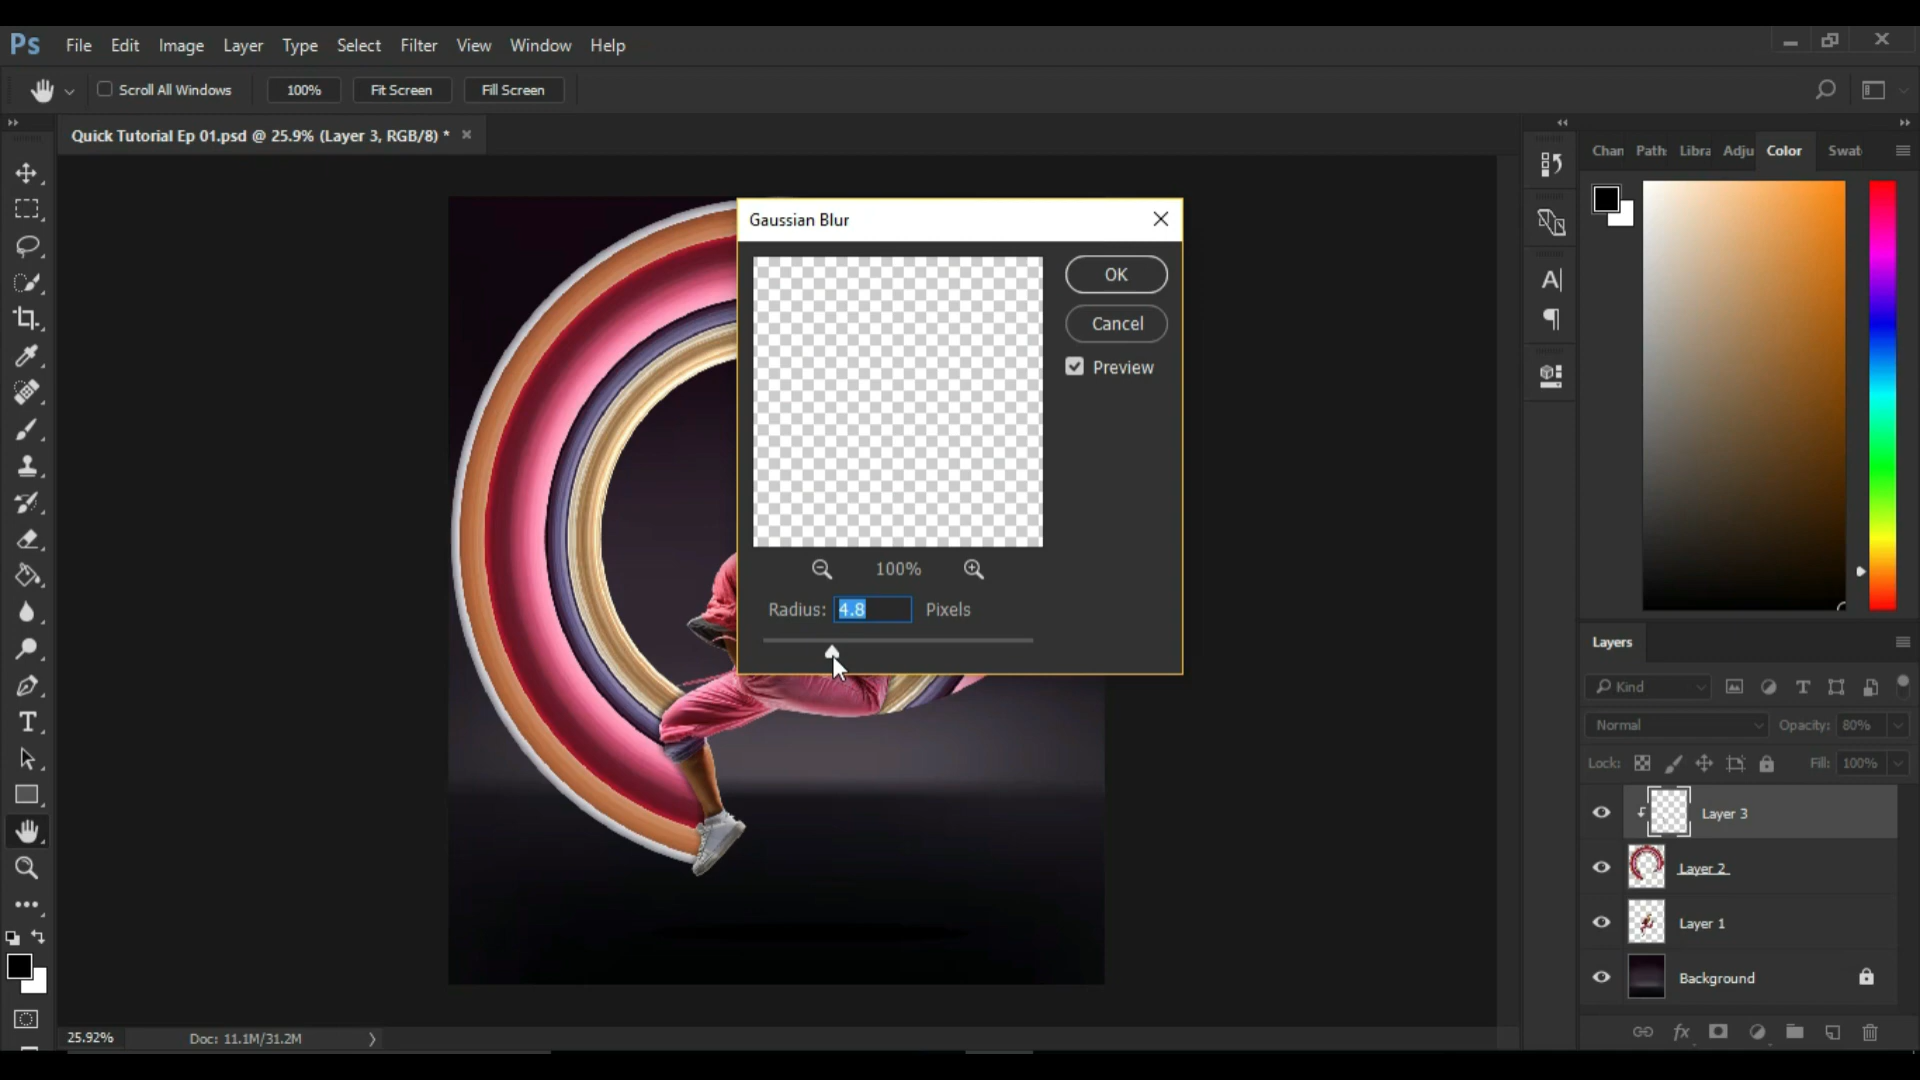 Ps File Edit Image Layer Type Select Filter View Window Help
Scroll All Windows 100% Fit Screen Fill Screen
Quick Tutorial Ep 01.psd @ 25.9% (Layer 3, RGB/8) *
Chan Path Libra Adju Color Swat
Gaussian Blur
OK
Cancel
Preview
100%
Radius: 4.8 Pixels
Layers
Kind
Normal Opacity: 80%
Lock: Fill: 100%
Layer 3
Layer 2
Layer 1
Background
25.92% Doc: 11.1M/31.2M